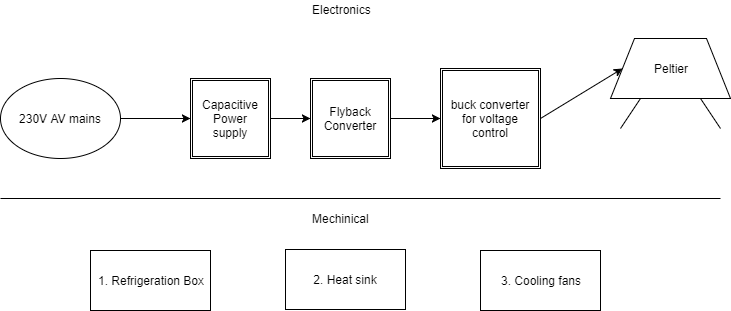 Electronics
230V AV mains
Capacitive
Power
supply
Flyback
Converter
buck converter
for voltage
control
Peltier
Mechinical
1. Refrigeration Box
2. Heat sink
3. Cooling fans